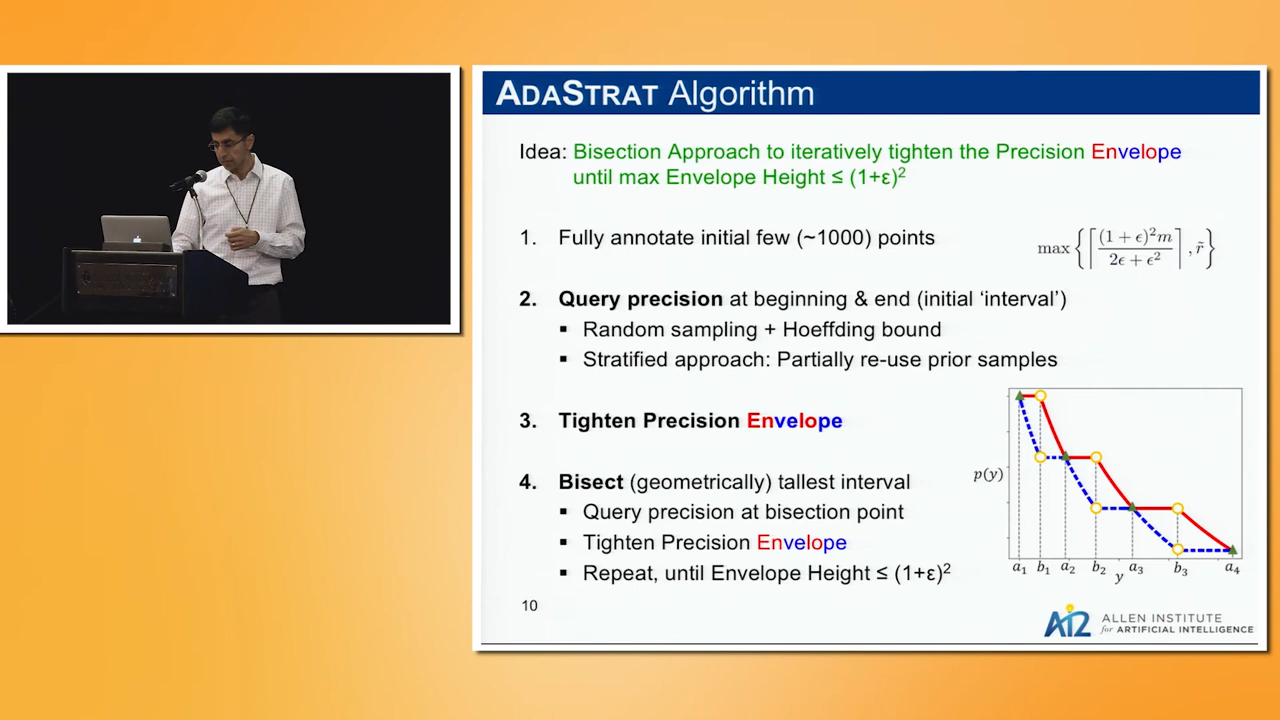 ADASTRAT Algorithm
Idea: Bisection Approach to iteratively tighten the Precision Envelope
until max Envelope Height ≤ (1+ε)²
1. Fully annotate initial few (~1000) points
max { ⌈ (1 + ϵ)²m / 2ϵ + ϵ² ⌉ , r̃ }
2. Query precision at beginning & end (initial ‘interval’)
▪ Random sampling + Hoeffding bound
▪ Stratified approach: Partially re-use prior samples
3. Tighten Precision Envelope
4. Bisect (geometrically) tallest interval
▪ Query precision at bisection point
▪ Tighten Precision Envelope
▪ Repeat, until Envelope Height ≤ (1+ε)²
p(y)
a₁ b₁ a₂ b₂ a₃ b₃ a₄
y
10
AI2 ALLEN INSTITUTE
for ARTIFICIAL INTELLIGENCE